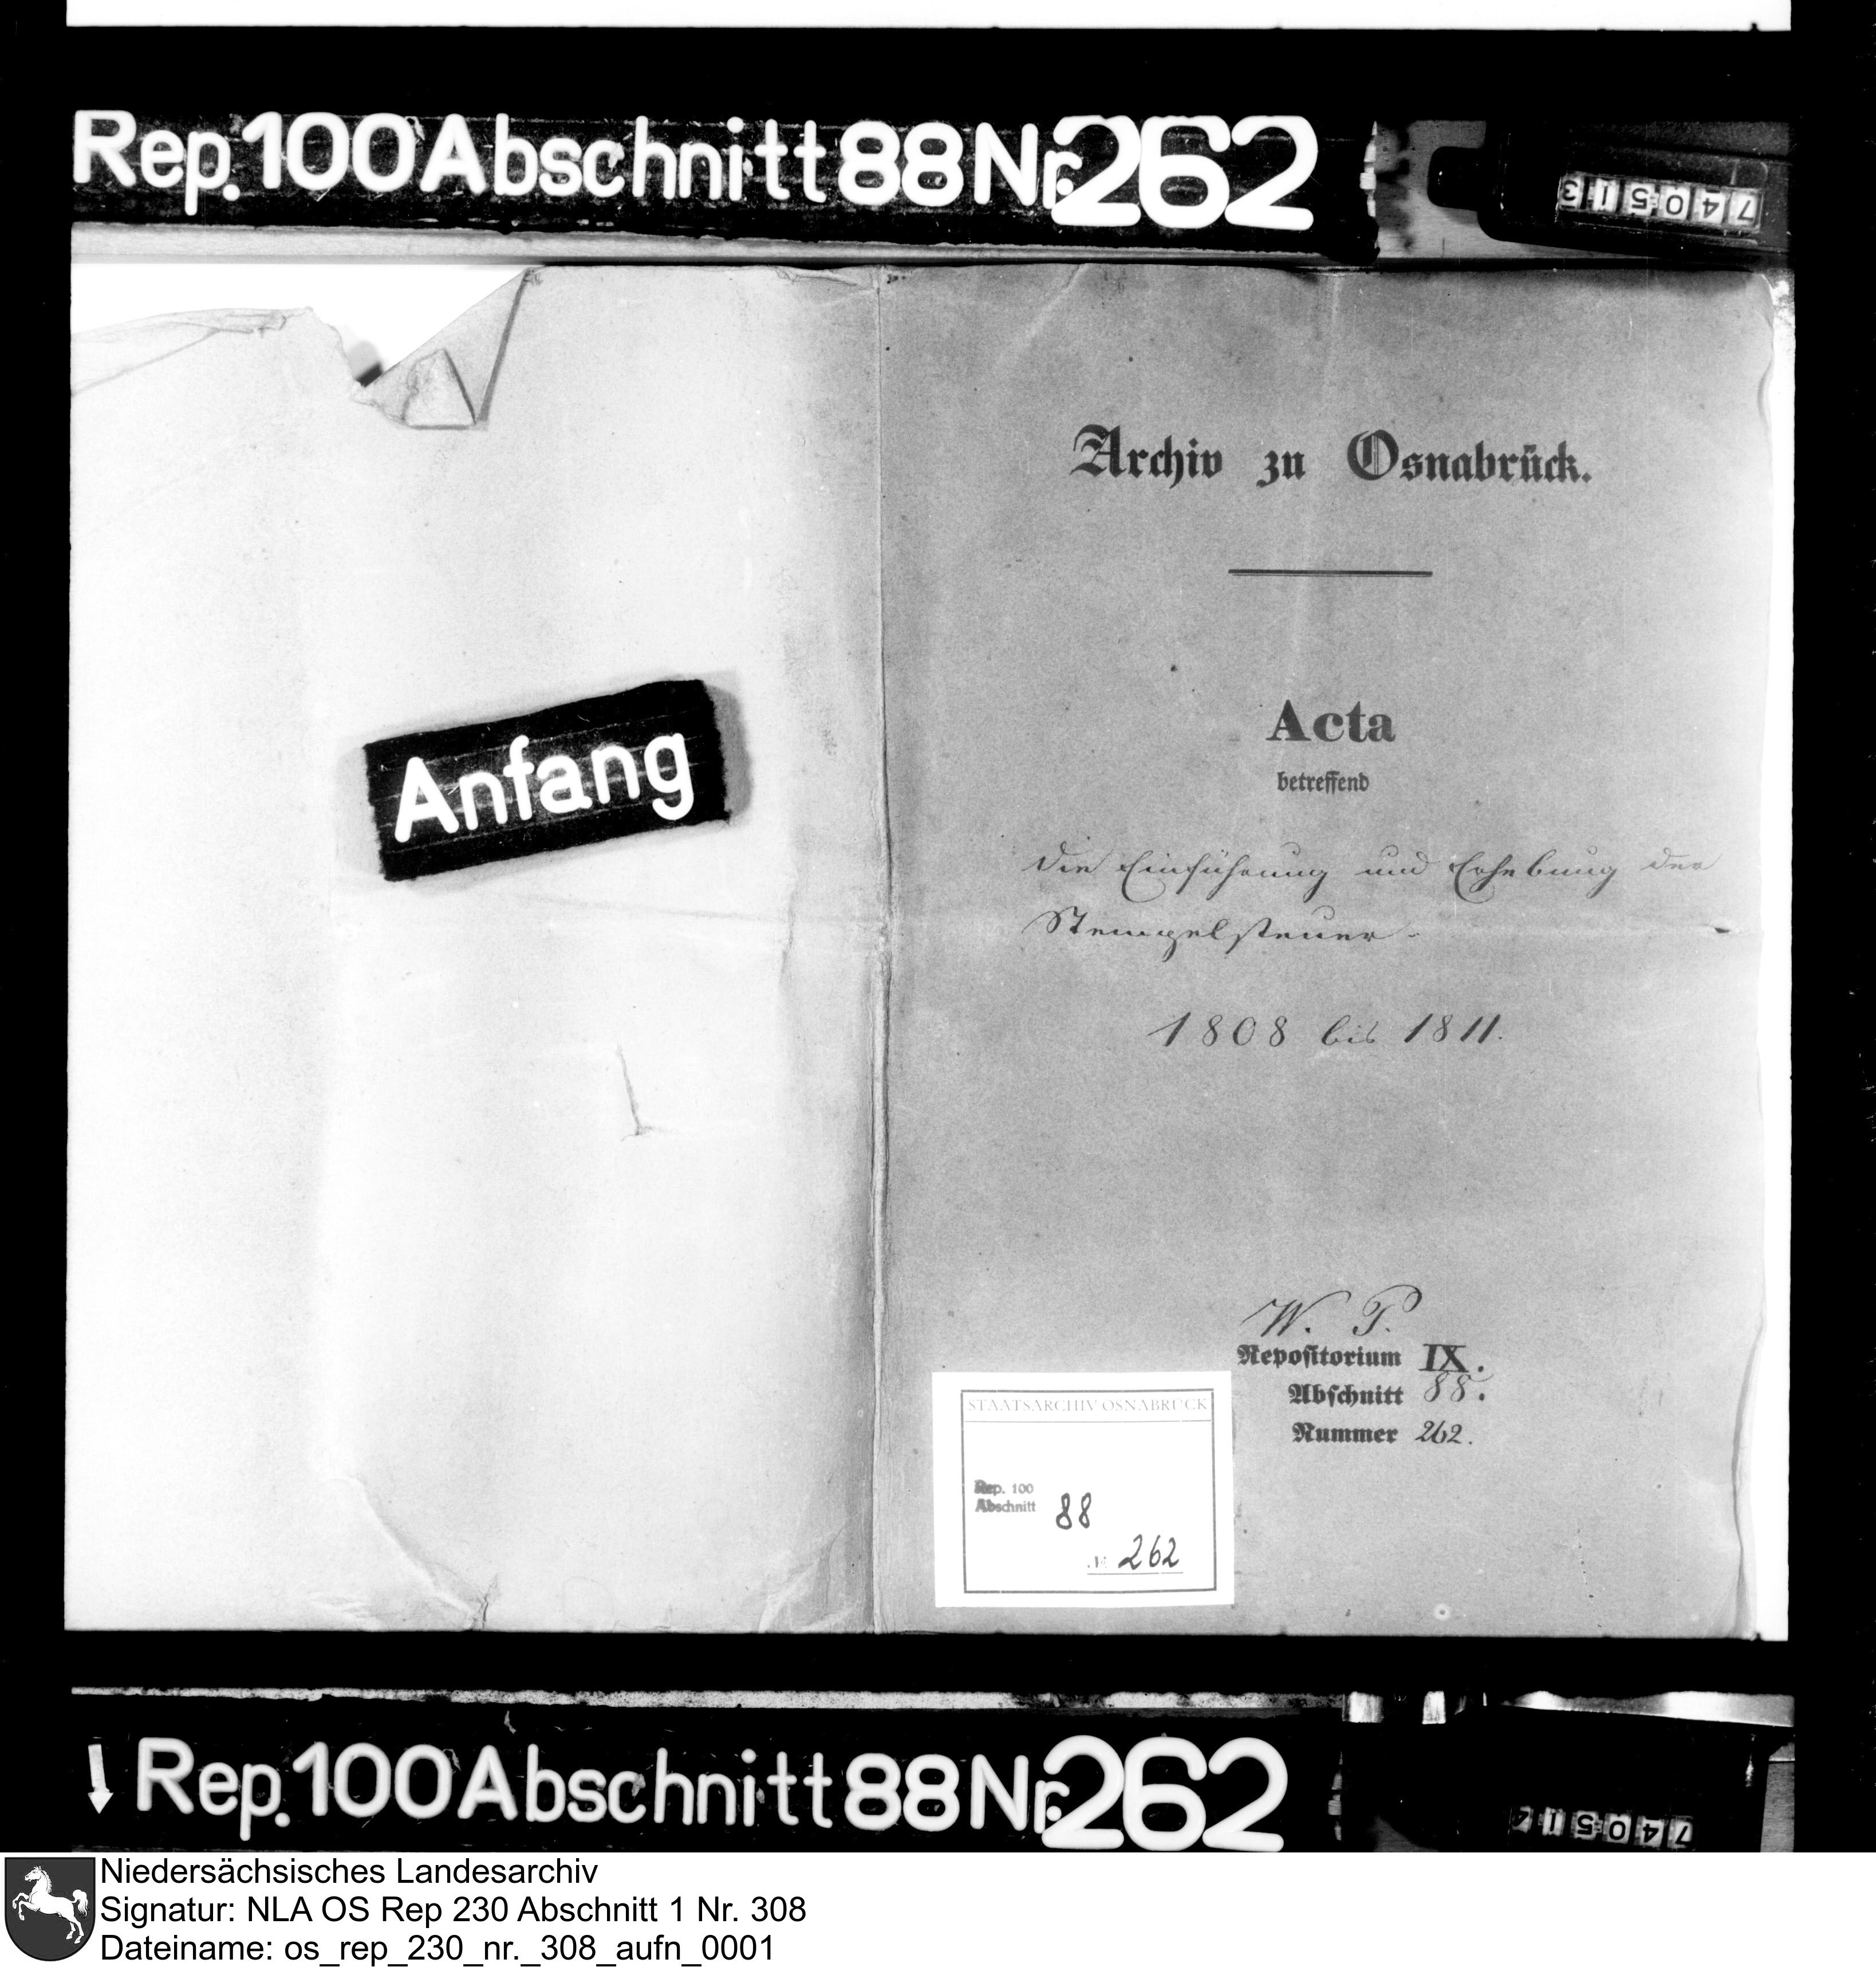 Rep. 100 Abschnitt 88 Nr. 262
740513
Anfang
Archiv zu Osnabrück.
Acta
betreffend
die Einführung und Erhebung der
Stempelsteuer.
1808 bis 1811.
W. P.
Repositorium IX.
Abschnitt 88.
Nummer 262.
STAATSARCHIV OSNABRÜCK
Rep. 100
Abschnitt 88
№ 262
Rep. 100 Abschnitt 88 Nr. 262
740514
Niedersächsisches Landesarchiv
Signatur: NLA OS Rep 230 Abschnitt 1 Nr. 308
Dateiname: os_rep_230_nr._308_aufn_0001